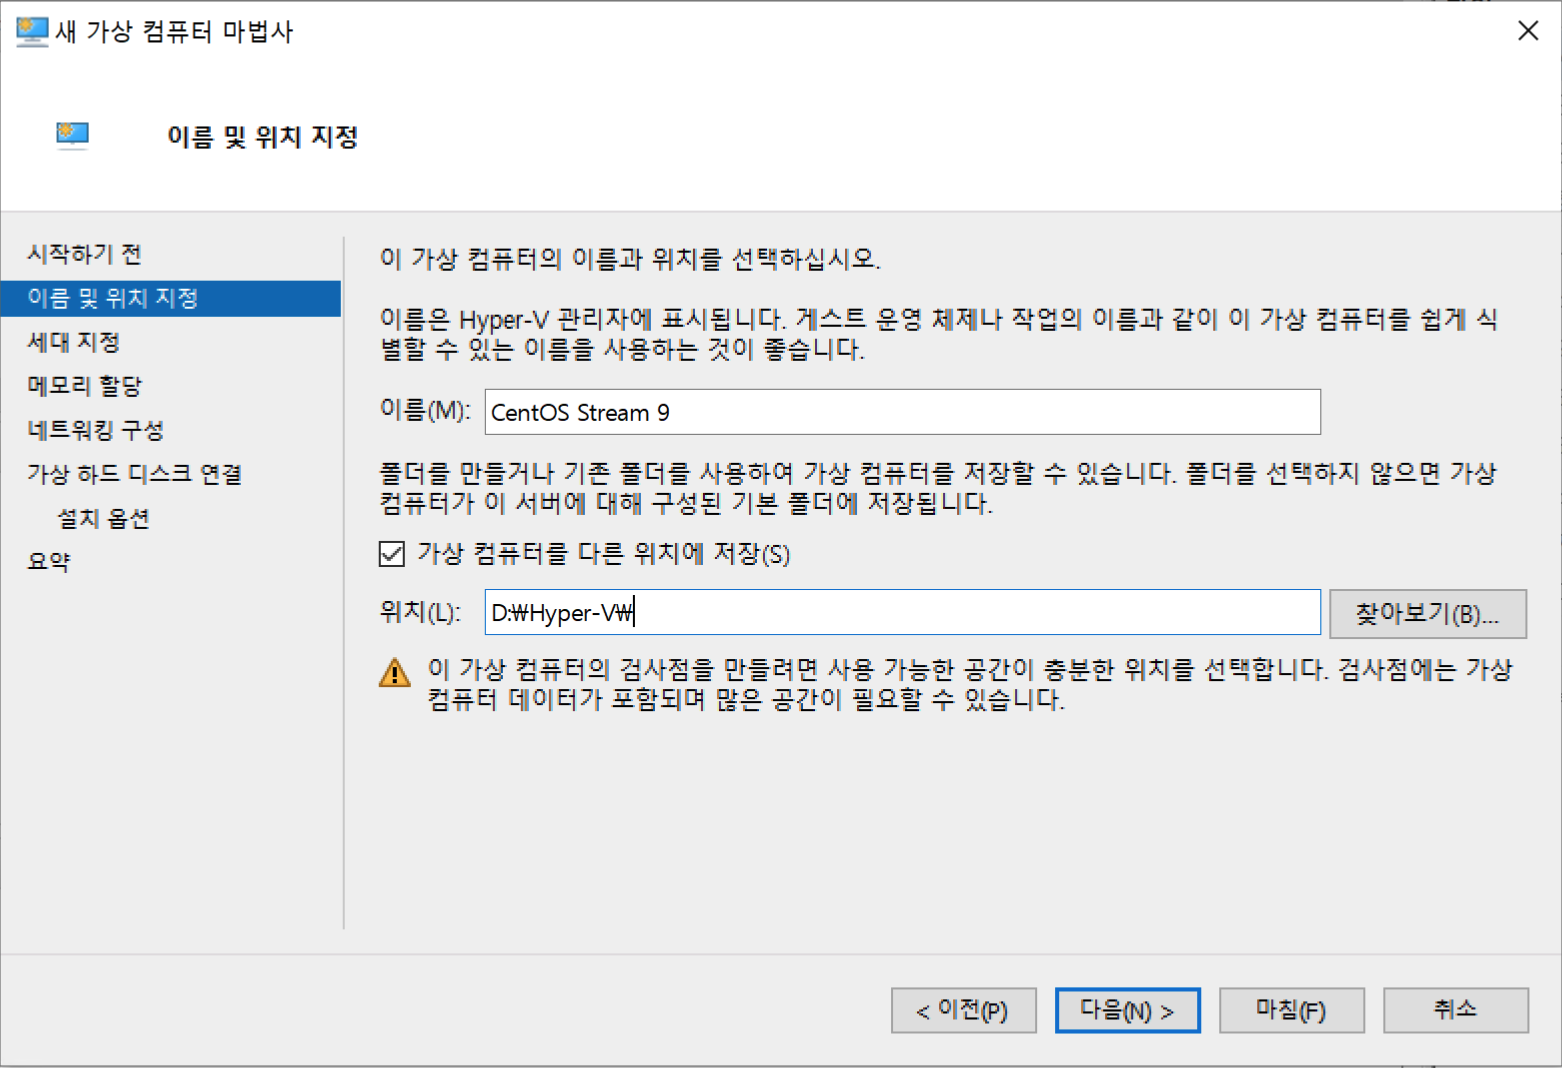 새 가상 컴퓨터 마법사
이름 및 위치 지정
시작하기 전
이름 및 위치 지정
세대 지정
메모리 할당
네트워킹 구성
가상 하드 디스크 연결
설치 옵션
요약
이 가상 컴퓨터의 이름과 위치를 선택하십시오.
이름은 Hyper-V 관리자에 표시됩니다. 게스트 운영 체제나 작업의 이름과 같이 이 가상 컴퓨터를 쉽게 식
별할 수 있는 이름을 사용하는 것이 좋습니다.
이름(M): CentOS Stream 9
폴더를 만들거나 기존 폴더를 사용하여 가상 컴퓨터를 저장할 수 있습니다. 폴더를 선택하지 않으면 가상
컴퓨터가 이 서버에 대해 구성된 기본 폴더에 저장됩니다.
가상 컴퓨터를 다른 위치에 저장(S)
위치(L): D:₩Hyper-V₩ 찾아보기(B)...
이 가상 컴퓨터의 검사점을 만들려면 사용 가능한 공간이 충분한 위치를 선택합니다. 검사점에는 가상
컴퓨터 데이터가 포함되며 많은 공간이 필요할 수 있습니다.
< 이전(P) 다음(N) > 마침(F) 취소